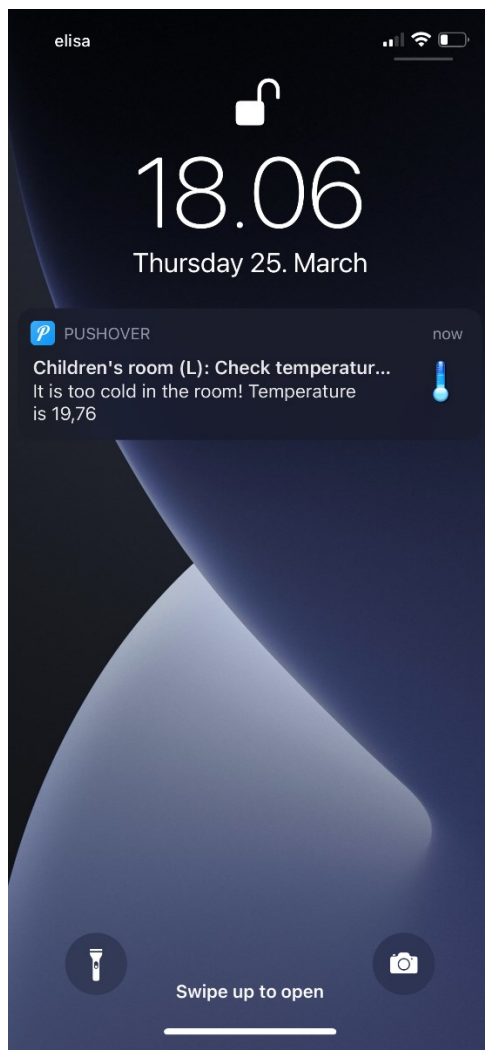 elisa
18.06
Thursday 25. March
PUSHOVER now
Children's room (L): Check temperatur...
It is too cold in the room! Temperature
is 19,76
Swipe up to open